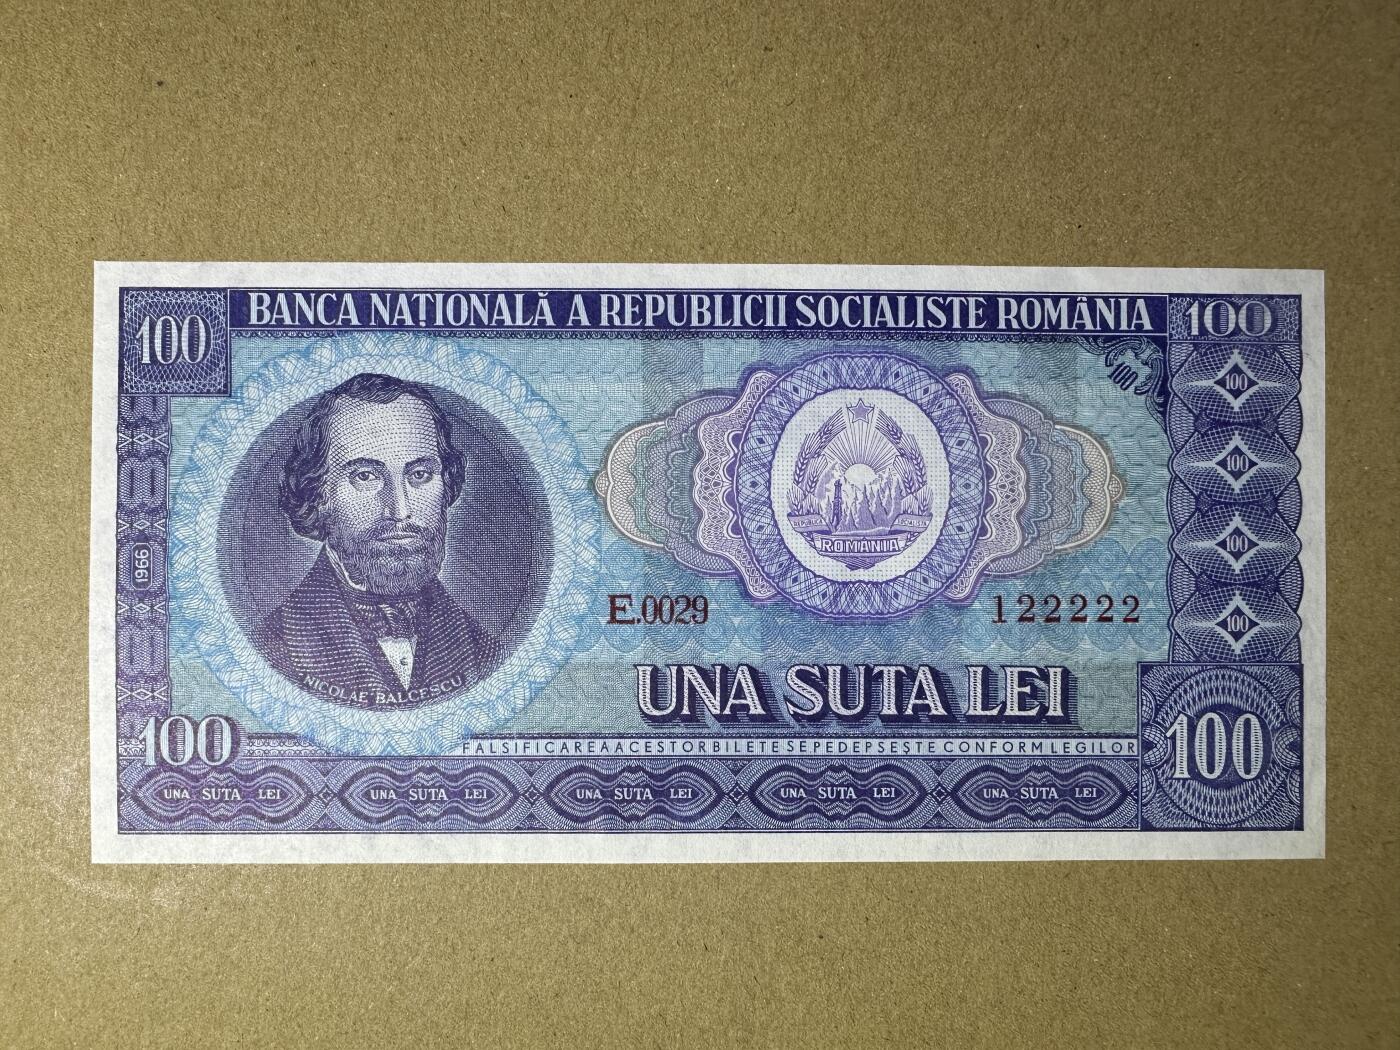 100
BANCA NAȚIONALĂ A REPUBLICII SOCIALISTE ROMÂNIA
100
100
100
100
100
100
1966
REPUBLICA SOCIALISTA
ROMANIA
E.0029
122222
NICOLAE BALCESCU
UNA SUTA LEI
100
FALSIFICAREA ACESTOR BILETE SE PEDEPSEȘTE CONFORM LEGILOR
100
UNA SUTA LEI
UNA SUTA LEI
UNA SUTA LEI
UNA SUTA LEI
UNA SUTA LEI